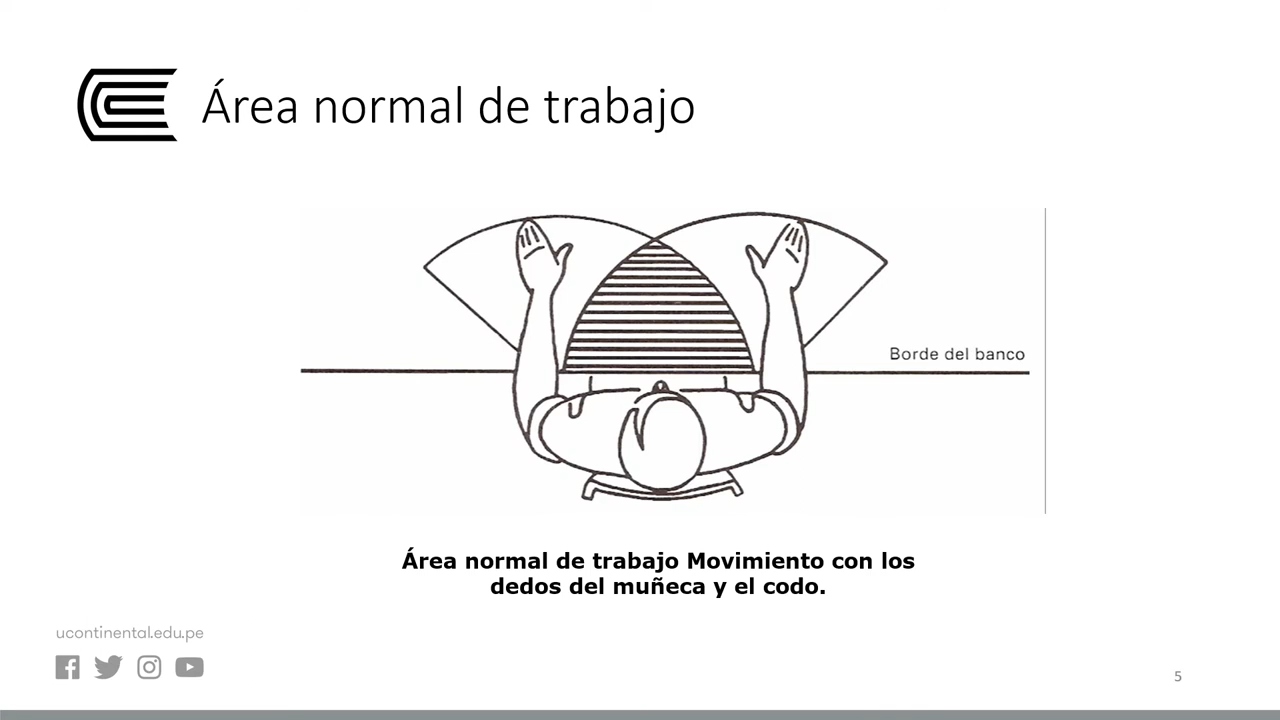 Área normal de trabajo
Borde del banco
Área normal de trabajo Movimiento con los
dedos del muñeca y el codo.
ucontinental.edu.pe
5